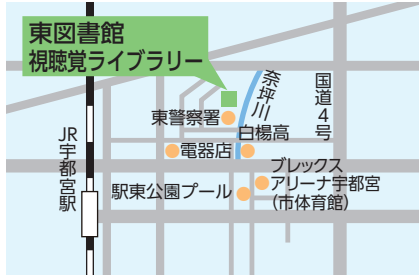 東図書館
視聴覚ライブラリー
奈坪川
国道4号
東警察署
白楊高
JR宇都宮駅
電器店
ブレックス
アリーナ宇都宮
(市体育館)
駅東公園プール